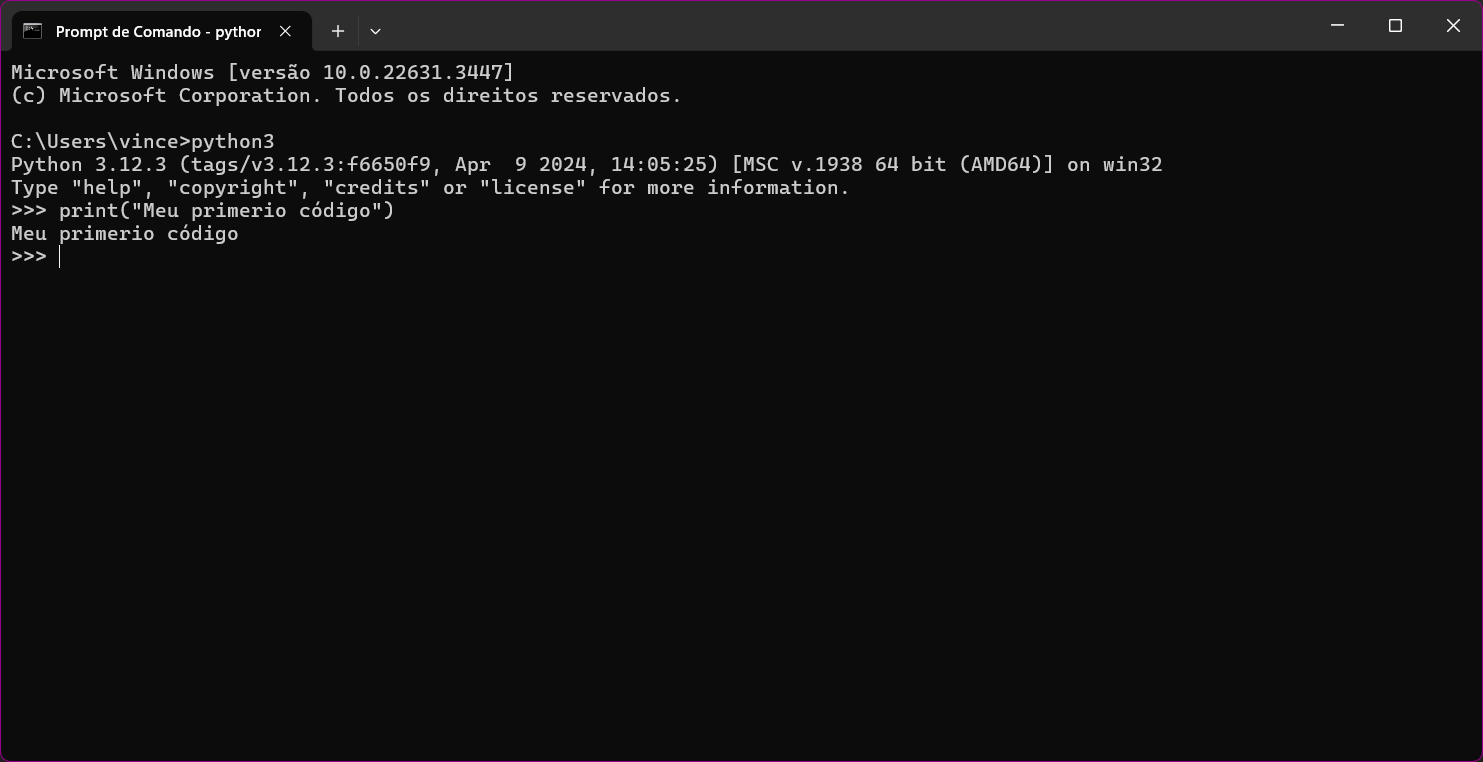 Prompt de Comando - python
Microsoft Windows [versão 10.0.22631.3447]
(c) Microsoft Corporation. Todos os direitos reservados.
C:\Users\vince>python3
Python 3.12.3 (tags/v3.12.3:f6650f9, Apr  9 2024, 14:05:25) [MSC v.1938 64 bit (AMD64)] on win32
Type "help", "copyright", "credits" or "license" for more information.
>>> print("Meu primerio código")
Meu primerio código
>>>